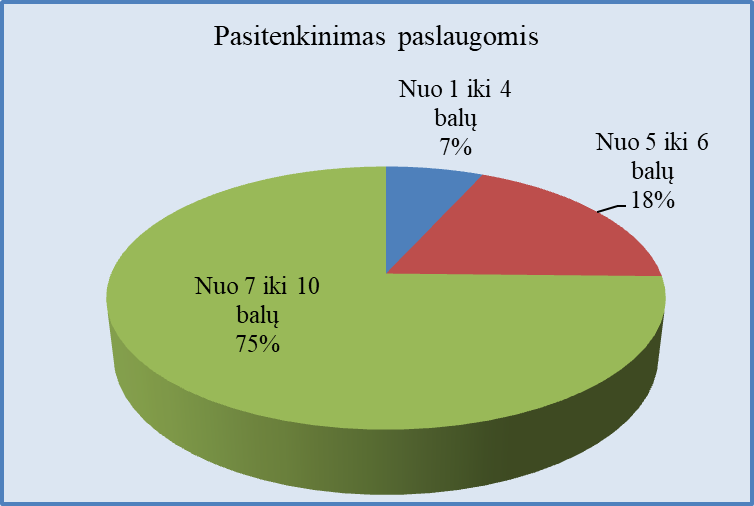 Pasitenkinimas paslaugomis
Nuo 1 iki 4
balų
7%
Nuo 5 iki 6
balų
18%
Nuo 7 iki 10
balų
75%